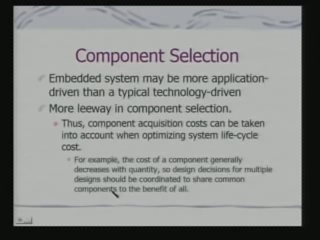 Component Selection
Embedded system may be more application-
driven than a typical technology-driven
More leeway in component selection.
Thus, component acquisition costs can be taken
into account when optimizing system life-cycle
cost.
For example, the cost of a component generally
decreases with quantity, so design decisions for multiple
designs should be coordinated to share common
components to the benefit of all.